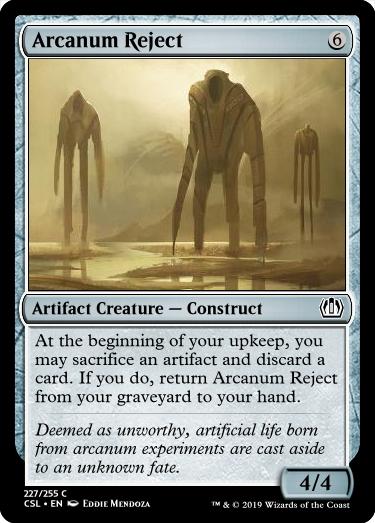 Arcanum Reject 6
Artifact Creature — Construct
At the beginning of your upkeep, you
may sacrifice an artifact and discard a
card. If you do, return Arcanum Reject
from your graveyard to your hand.
Deemed as unworthy, artificial life born
from arcanum experiments are cast aside
to an unknown fate.
4/4
227/255 C
CSL • EN Eddie Mendoza ™ & © 2019 Wizards of the Coast